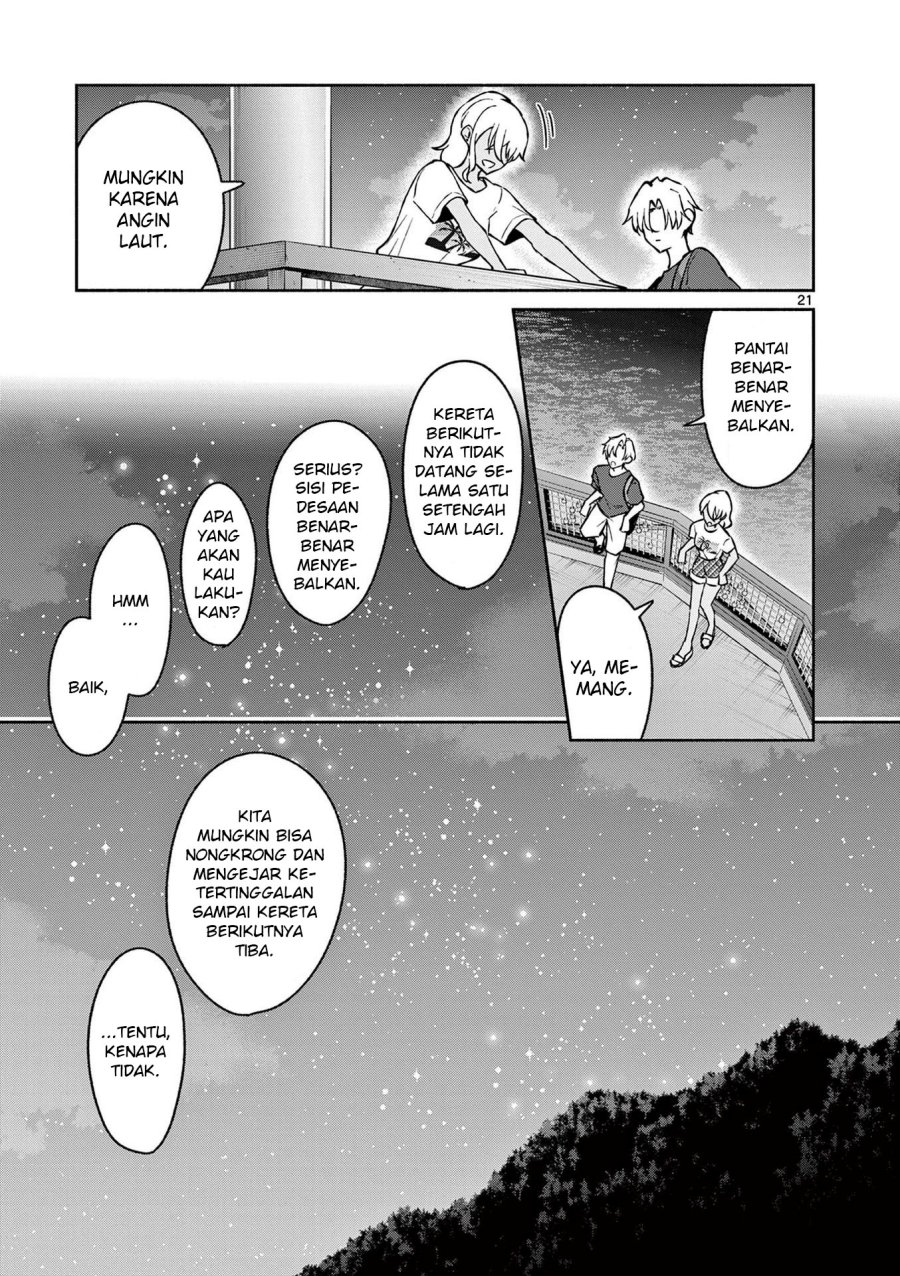 MUNGKIN
KARENA
ANGIN
LAUT.
21
PANTAI
BENAR-
BENAR
MENYE-
BALKAN.
YA, ME-
MANG.
KERETA
BERIKUT-
NYA TIDAK
DATANG SE-
LAMA SATU
SETENGAH
JAM LAGI.
SERIUS?
SISI PE-
DESAAN
BENAR-
BENAR
MENYE-
BALKAN.
APA
YANG
AKAN
KAU
LAKU-
KAN?
HMM
...
BAIK,
KITA
MUNGKIN BISA
NONGKRONG DAN
MENGEJAR KE-
TERTINGGALAN
SAMPAI KERETA
BERIKUTNYA
TIBA.
...TENTU,
KENAPA
TIDAK.